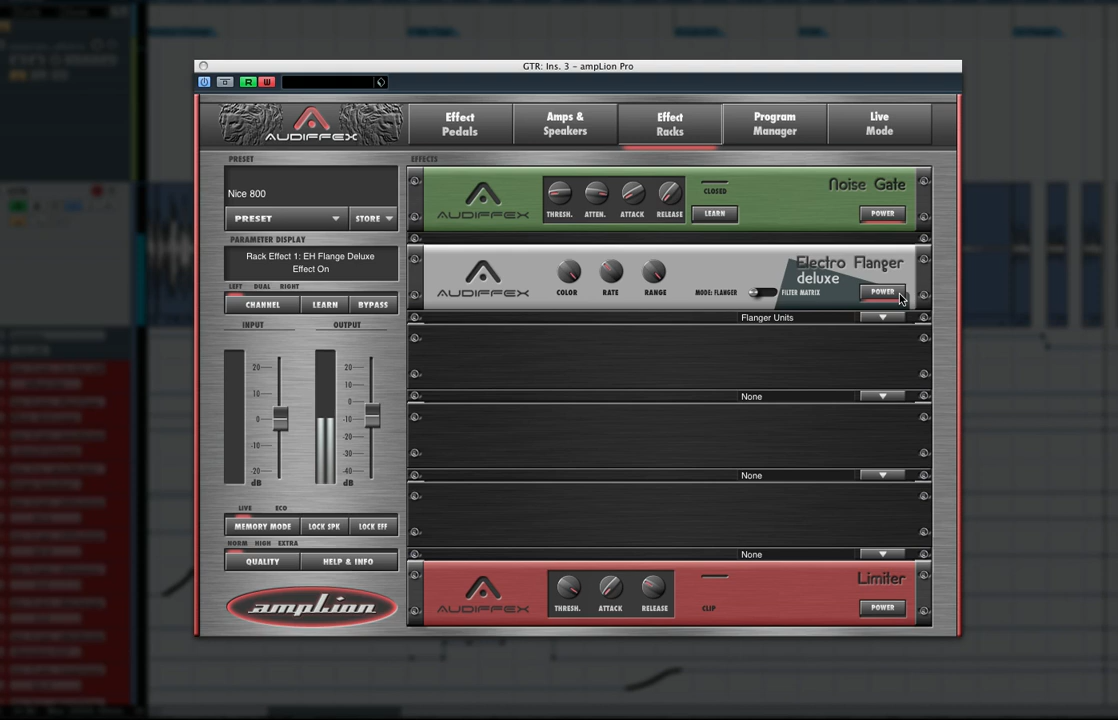 GTR: Ins. 3 - ampLion Pro
R
W
AUDIFFEX
Effect
Pedals
Amps &
Speakers
Effect
Racks
Program
Manager
Live
Mode
PRESET
Nice 800
PRESET
STORE
PARAMETER DISPLAY
Rack Effect 1: EH Flange Deluxe
Effect On
LEFT DUAL RIGHT
CHANNEL
LEARN
BYPASS
INPUT
OUTPUT
20
10
0
-10
-20
dB
20
10
0
-10
-20
-30
-40
dB
LIVE ECO
MEMORY MODE
LOCK SPK
LOCK EFF
NORM HIGH EXTRA
QUALITY
HELP & INFO
amplion
EFFECTS
AUDIFFEX
THRESH.
ATTEN.
ATTACK
RELEASE
CLOSED
LEARN
Noise Gate
POWER
AUDIFFEX
COLOR
RATE
RANGE
MODE: FLANGER
FILTER MATRIX
Electro Flanger
deluxe
POWER
Flanger Units
None
None
None
AUDIFFEX
THRESH.
ATTACK
RELEASE
CLIP
Limiter
POWER